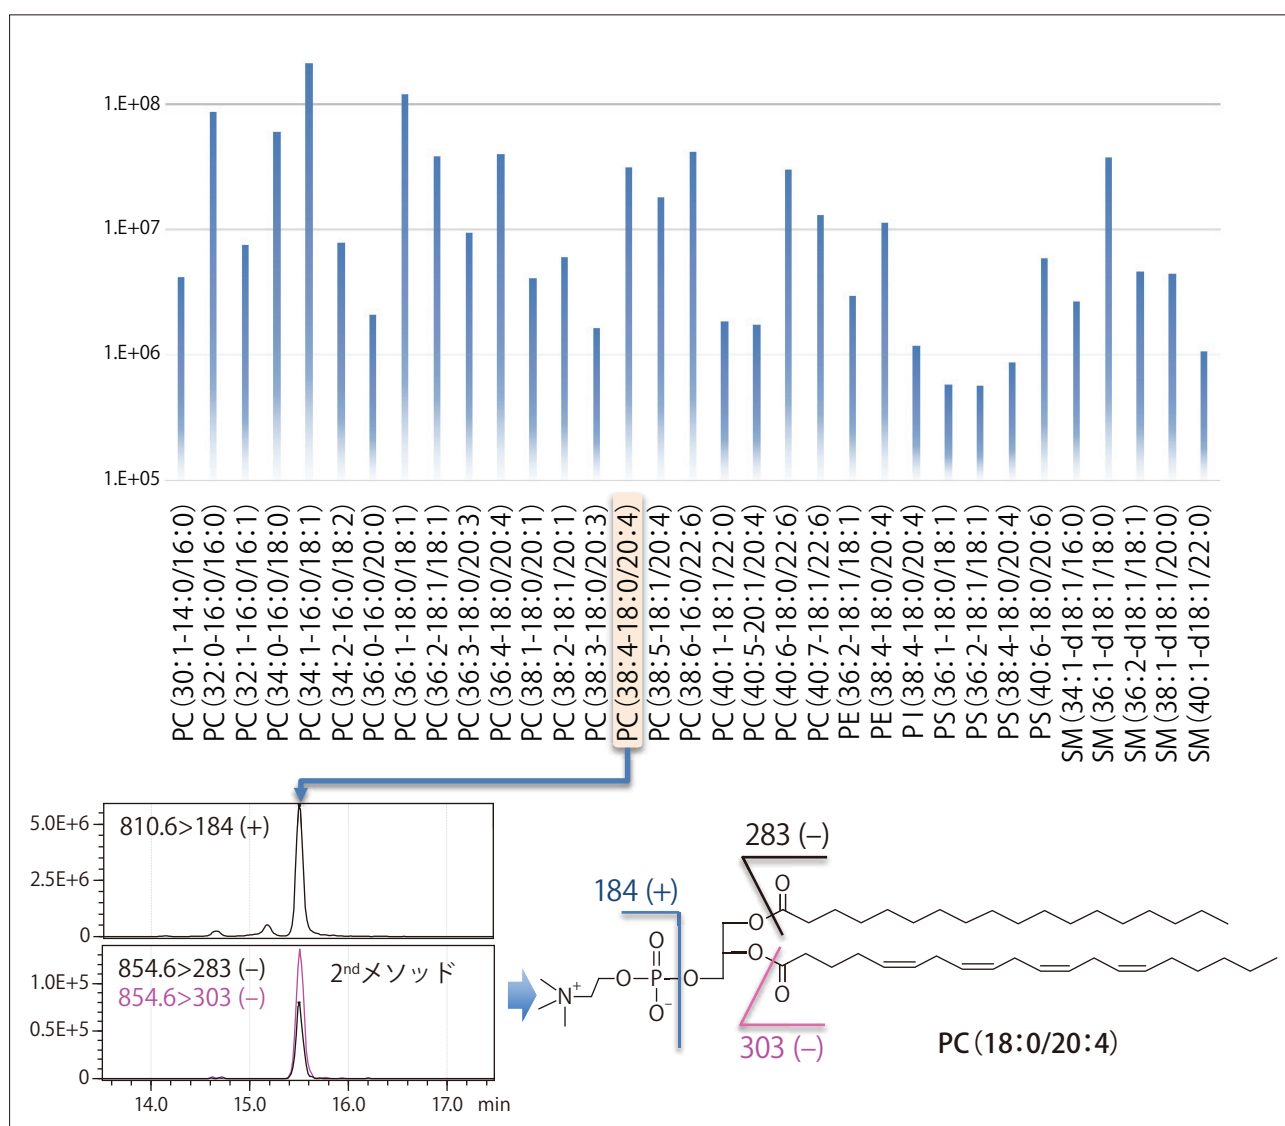 1.E+08
1.E+07
1.E+06
1.E+05
PC(30:1-14:0/16:0)
PC(32:0-16:0/16:0)
PC(32:1-16:0/16:1)
PC(34:0-16:0/18:0)
PC(34:1-16:0/18:1)
PC(34:2-16:0/18:2)
PC(36:0-16:0/20:0)
PC(36:1-18:0/18:1)
PC(36:2-18:1/18:1)
PC(36:3-18:0/20:3)
PC(36:4-18:0/20:4)
PC(38:1-18:0/20:1)
PC(38:2-18:1/20:1)
PC(38:3-18:0/20:3)
PC(38:4-18:0/20:4)
PC(38:5-18:1/20:4)
PC(38:6-16:0/22:6)
PC(40:1-18:1/22:0)
PC(40:5-20:1/20:4)
PC(40:6-18:0/22:6)
PC(40:7-18:1/22:6)
PE(36:2-18:1/18:1)
PE(38:4-18:0/20:4)
PI(38:4-18:0/20:4)
PS(36:1-18:0/18:1)
PS(36:2-18:1/18:1)
PS(38:4-18:0/20:4)
PS(40:6-18:0/20:6)
SM(34:1-d18:1/16:0)
SM(36:1-d18:1/18:0)
SM(36:2-d18:1/18:1)
SM(38:1-d18:1/20:0)
SM(40:1-d18:1/22:0)
5.0E+6
2.5E+6
0
810.6>184 (+)
1.0E+5
0.5E+5
0
854.6>283 (−)
854.6>303 (−)
2ndメソッド
14.0 15.0 16.0 17.0 min
283 (−)
184 (+)
O
O
O
O P O
O−
N+
O
O
303 (−)
PC(18:0/20:4)